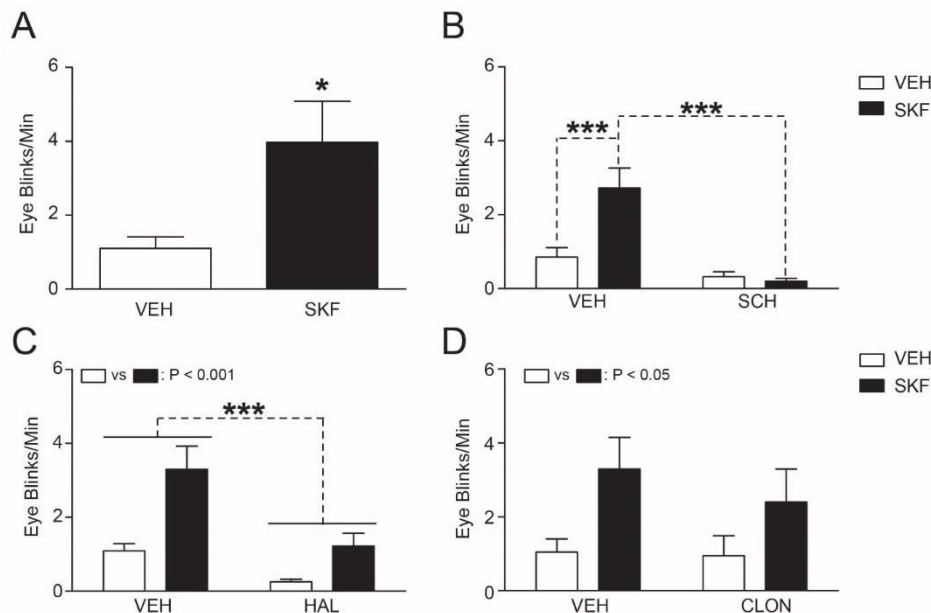 A
6
4
2
0
Eye Blinks/Min
*
VEH SKF
B
6
4
2
0
Eye Blinks/Min
***
***
VEH SCH
VEH
SKF
C
6
4
2
0
Eye Blinks/Min
vs : P < 0.001
***
VEH HAL
D
6
4
2
0
Eye Blinks/Min
vs : P < 0.05
VEH CLON
VEH
SKF